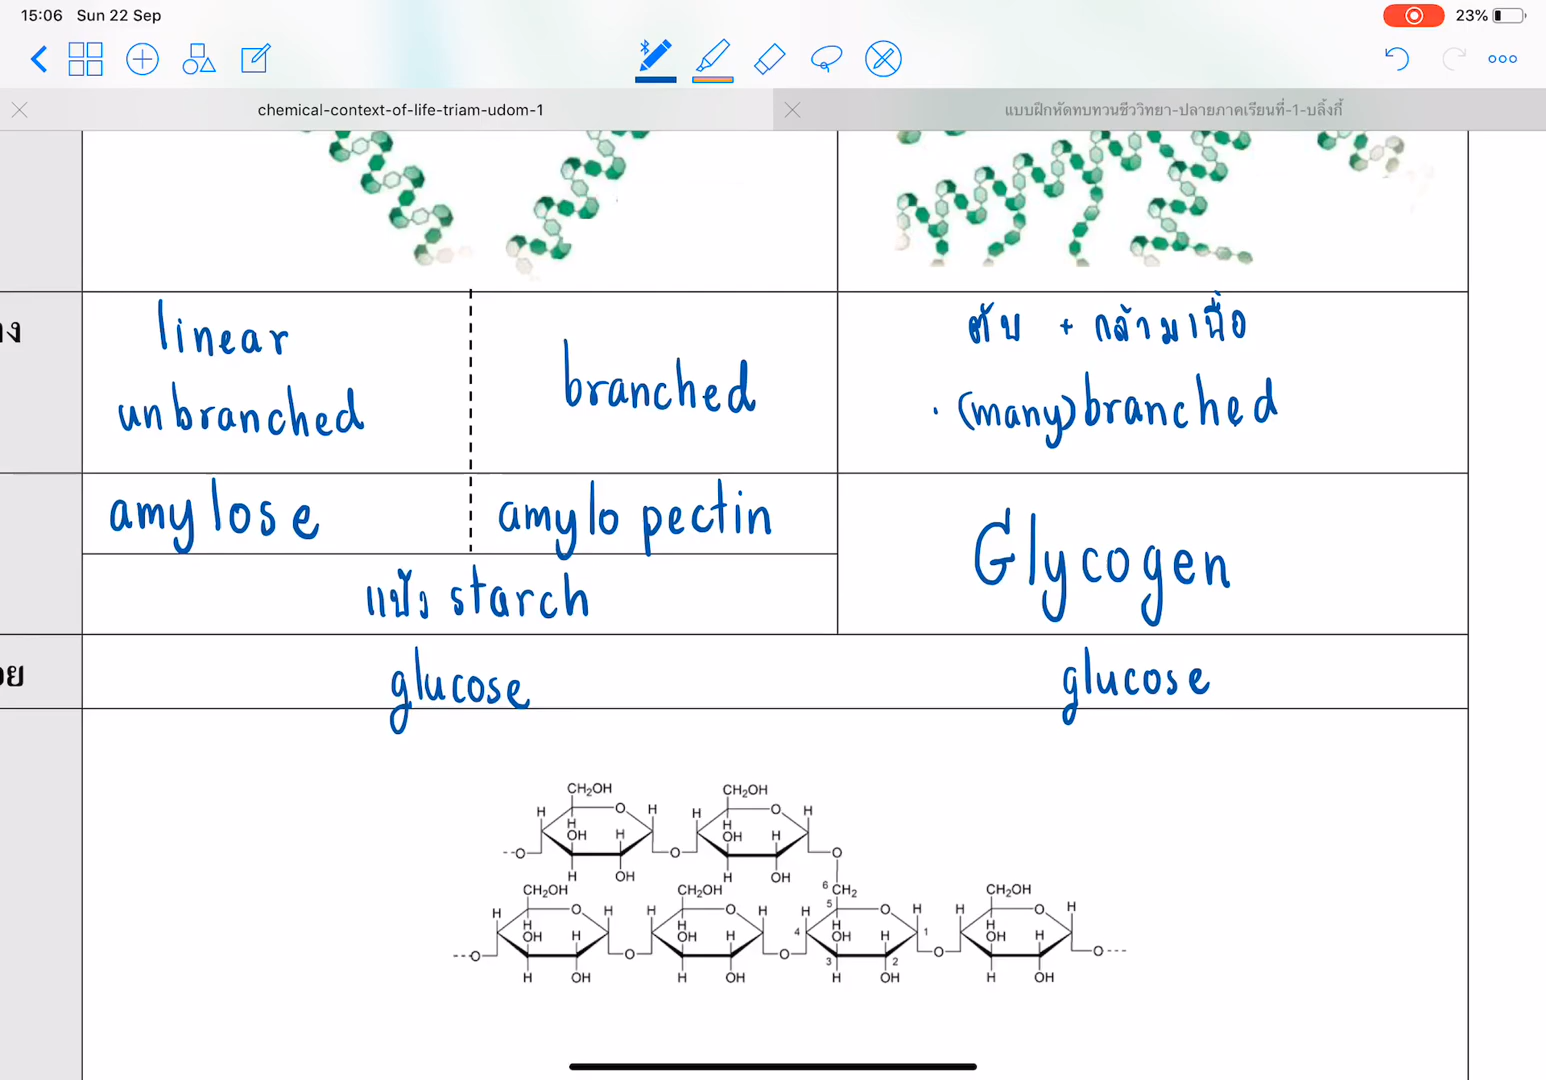 15:06 Sun 22 Sep
23%
chemical-context-of-life-triam-udom-1
แบบฝึกหัดทบทวนชีววิทยา-ปลายภาคเรียนที่-1-บลิ้งกี้
linear
unbranched
branched
ตับ + กล้ามเนื้อ
· (many) branched
amylose
amylo pectin
Glycogen
แป้ง starch
glucose
glucose
CH₂OH CH₂OH
H O H H O H
H H
OH H OH H
--O O O
H OH H OH
6 CH₂
CH₂OH CH₂OH 5 CH₂OH
H O H H O H H O H H O H
H H H H
OH H OH H 4 OH H 1 OH H
--O O O 3 2 O O---
H OH H OH H OH H OH